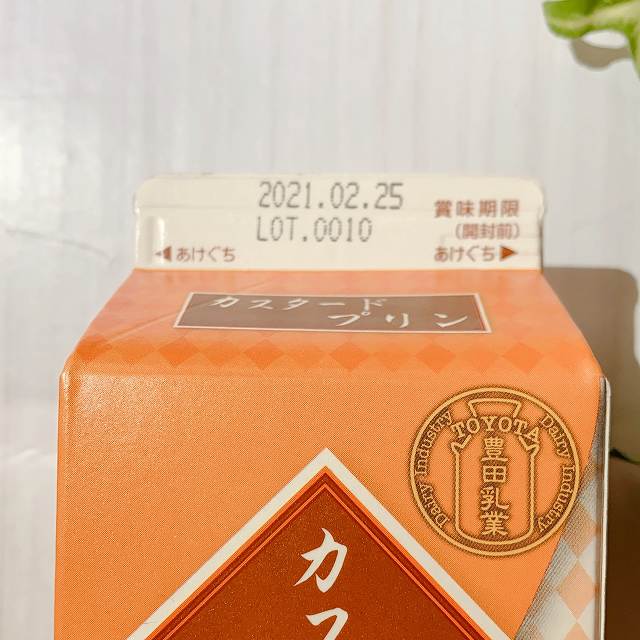 2021.02.25
LOT.0010
賞味期限
(開封前)
◀あけぐち
あけぐち▶
カスタード
プリン
TOYOTA
Dairy Industry
Dairy Industry
豊田乳業
カス